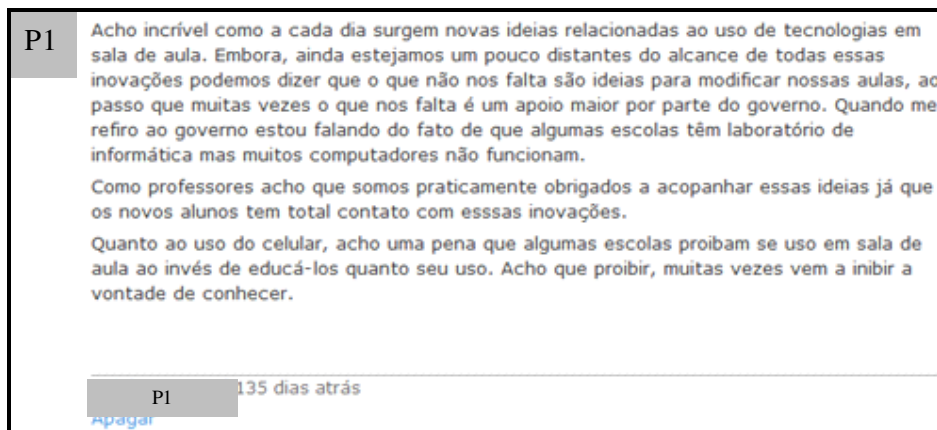 P1
Acho incrível como a cada dia surgem novas ideias relacionadas ao uso de tecnologias em
sala de aula. Embora, ainda estejamos um pouco distantes do alcance de todas essas
inovações podemos dizer que o que não nos falta são ideias para modificar nossas aulas, ao
passo que muitas vezes o que nos falta é um apoio maior por parte do governo. Quando me
refiro ao governo estou falando do fato de que algumas escolas têm laboratório de
informática mas muitos computadores não funcionam.
Como professores acho que somos praticamente obrigados a acopanhar essas ideias já que
os novos alunos tem total contato com esssas inovações.
Quanto ao uso do celular, acho uma pena que algumas escolas proibam se uso em sala de
aula ao invés de educá-los quanto seu uso. Acho que proibir, muitas vezes vem a inibir a
vontade de conhecer.
P1 135 dias atrás
Apagar